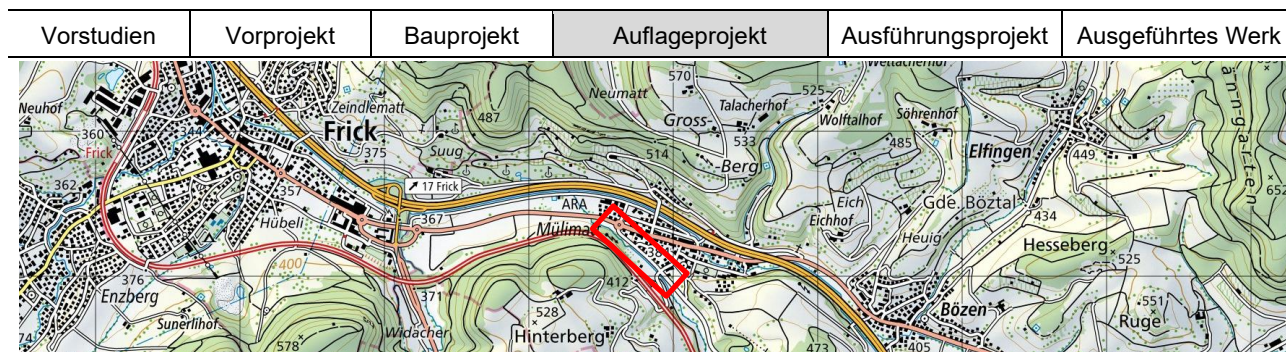 Vorstudien Vorprojekt Bauprojekt Auflageprojekt Ausführungsprojekt Ausgeführtes Werk
570 Wettacherhof
Neuhof Zeindlematt Neumatt Talacherhof 525
Frick 487 Gross- Wolftalhof Söhrenhof
360 344 533 Elfingen
Frick 375 Suug 514 485 449
362 -Berg
357 17 Frick Eich Gde. Böztal
Hübeli 367 ARA Eichhof 434
Mülima Heuig Hesseberg
400 525
376 371 412
Enzberg 528 Bözen 551
Sunerlihof Widacher Hinterberg Ruge
74 578 473 405